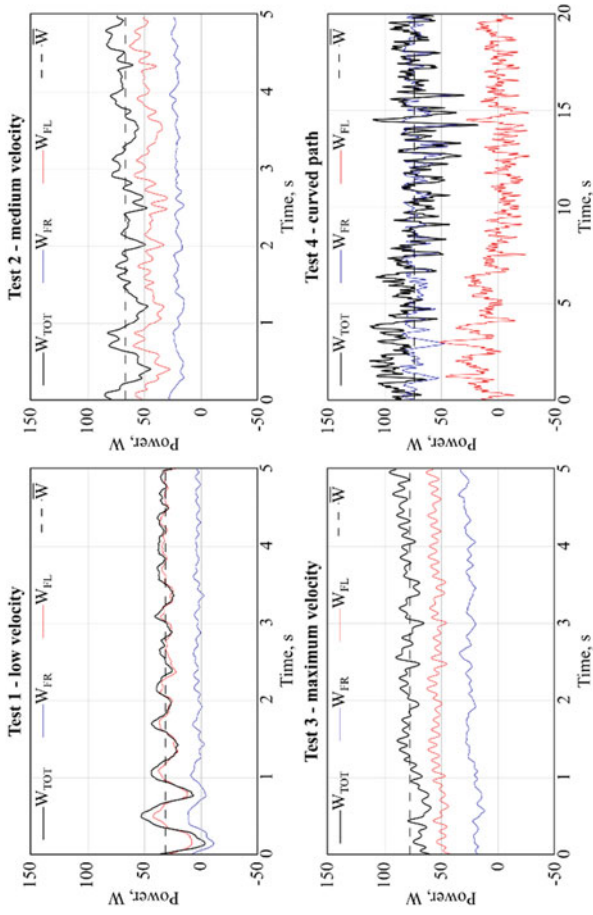 Test 1 - low velocity
W_TOT W_FR W_FL W̅
150
100
50
0
-50
Power, W
0 1 2 3 4 5
Time, s
Test 2 - medium velocity
W_TOT W_FR W_FL W̅
150
100
50
0
-50
Power, W
0 1 2 3 4 5
Time, s
Test 3 - maximum velocity
W_TOT W_FR W_FL W̅
150
100
50
0
-50
Power, W
0 1 2 3 4 5
Time, s
Test 4 - curved path
W_TOT W_FR W_FL W̅
150
100
50
0
-50
Power, W
0 5 10 15 20
Time, s